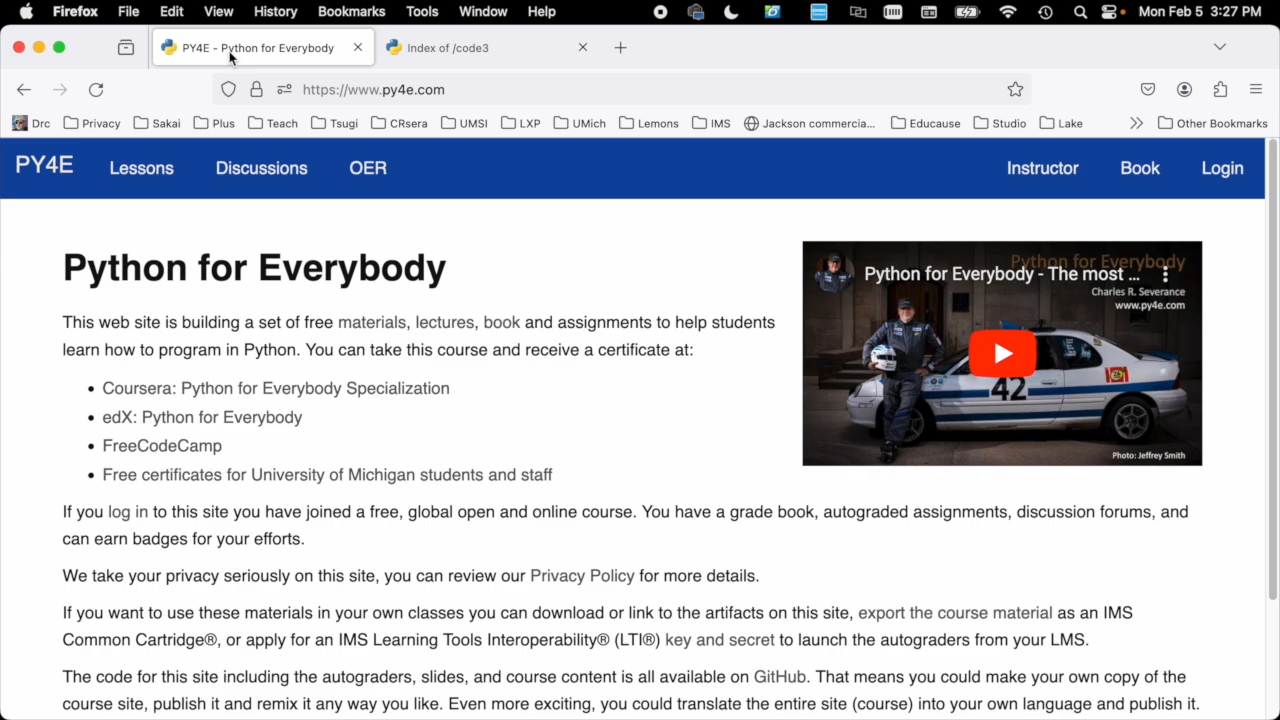 Firefox File Edit View History Bookmarks Tools Window Help Mon Feb 5 3:27 PM
PY4E - Python for Everybody Index of /code3
https://www.py4e.com
Drc Privacy Sakai Plus Teach Tsugi CRsera UMSI LXP UMich Lemons IMS Jackson commercia... Educause Studio Lake Other Bookmarks
PY4E Lessons Discussions OER Instructor Book Login
Python for Everybody
This web site is building a set of free materials, lectures, book and assignments to help students
learn how to program in Python. You can take this course and receive a certificate at:
Coursera: Python for Everybody Specialization
edX: Python for Everybody
FreeCodeCamp
Free certificates for University of Michigan students and staff
Python for Everybody
Python for Everybody - The most ...
Charles R. Severance
www.py4e.com
42
Photo: Jeffrey Smith
If you log in to this site you have joined a free, global open and online course. You have a grade book, autograded assignments, discussion forums, and
can earn badges for your efforts.
We take your privacy seriously on this site, you can review our Privacy Policy for more details.
If you want to use these materials in your own classes you can download or link to the artifacts on this site, export the course material as an IMS
Common Cartridge®, or apply for an IMS Learning Tools Interoperability® (LTI®) key and secret to launch the autograders from your LMS.
The code for this site including the autograders, slides, and course content is all available on GitHub. That means you could make your own copy of the
course site, publish it and remix it any way you like. Even more exciting, you could translate the entire site (course) into your own language and publish it.